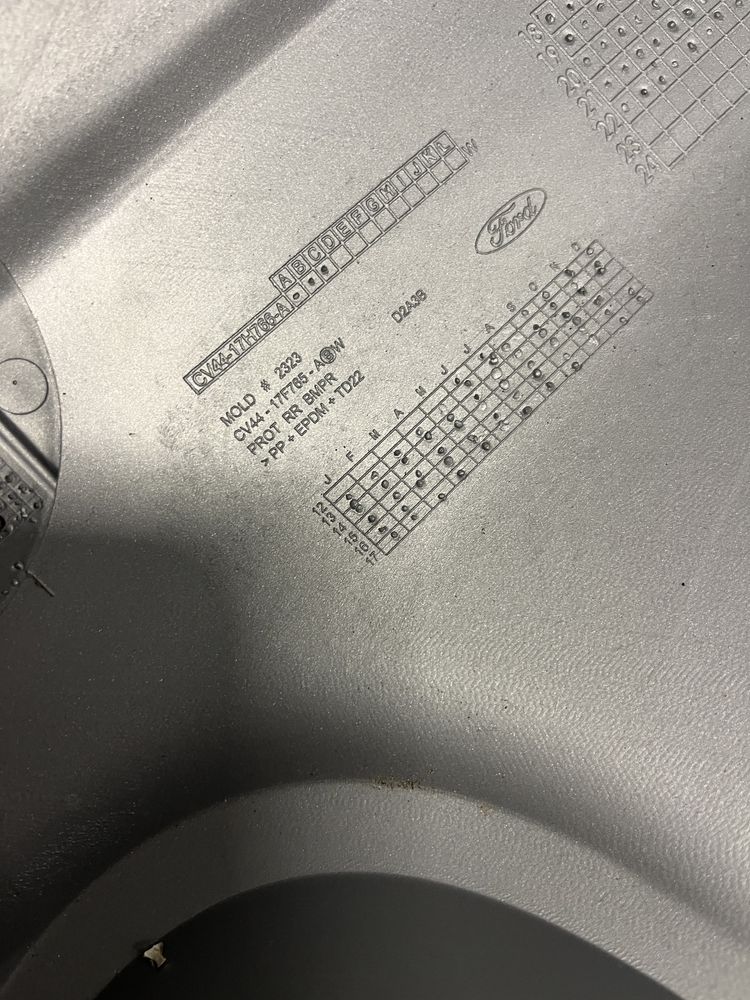 18
19
20
21
22
23
24
A B C D E F G M I J K L
W
CV44-17H766-A
Ford
D2A3B
MOLD # 2323
CV44 - 17F765 - A W
PROT RR BMPR
> PP + EPDM + TD22
J F M A M J J A S O N D
12
13
14
15
16
17